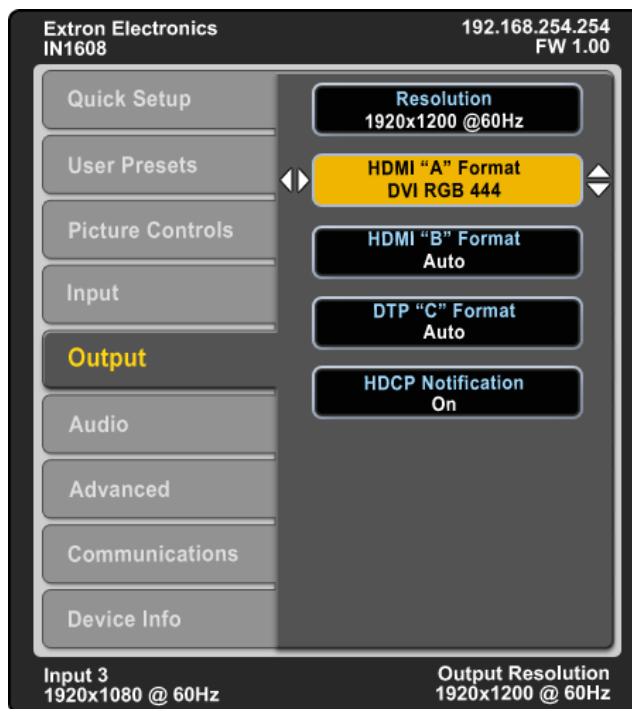 Extron Electronics
IN1608
192.168.254.254
FW 1.00
Quick Setup
User Presets
Picture Controls
Input
Output
Audio
Advanced
Communications
Device Info
Resolution
1920x1200 @60Hz
HDMI “A” Format
DVI RGB 444
HDMI “B” Format
Auto
DTP “C” Format
Auto
HDCP Notification
On
Input 3
1920x1080 @ 60Hz
Output Resolution
1920x1200 @ 60Hz